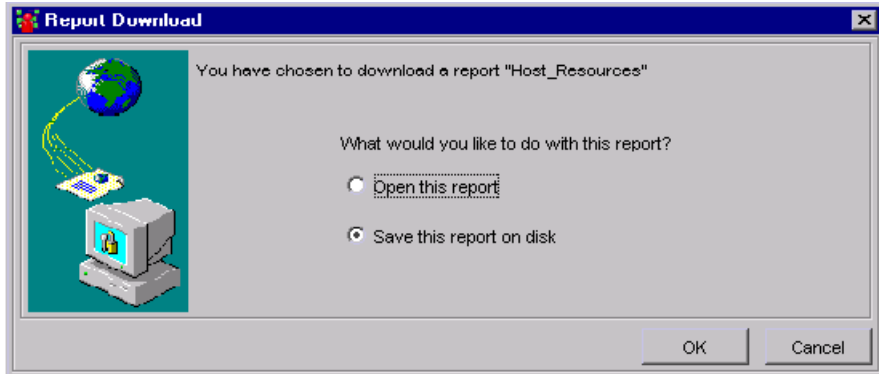 Report Download
You have chosen to download a report "Host_Resources"
What would you like to do with this report?
Open this report
Save this report on disk
OK
Cancel